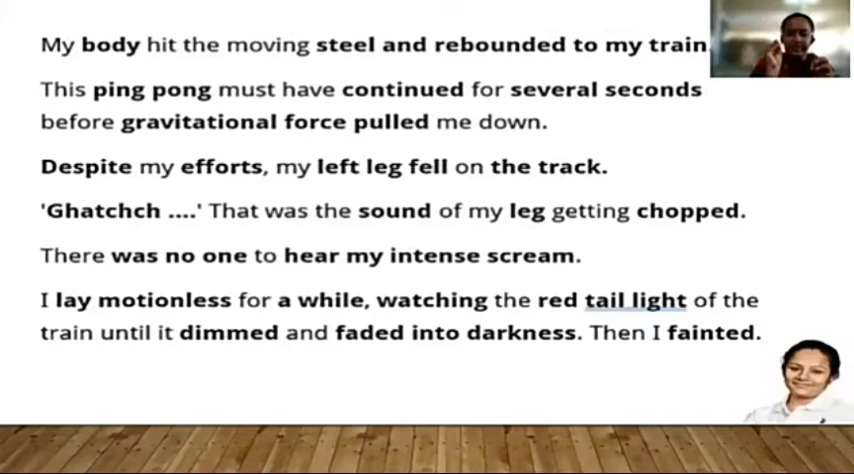 My body hit the moving steel and rebounded to my train
This ping pong must have continued for several seconds
before gravitational force pulled me down.
Despite my efforts, my left leg fell on the track.
'Ghatchch ....' That was the sound of my leg getting chopped.
There was no one to hear my intense scream.
I lay motionless for a while, watching the red tail light of the
train until it dimmed and faded into darkness. Then I fainted.